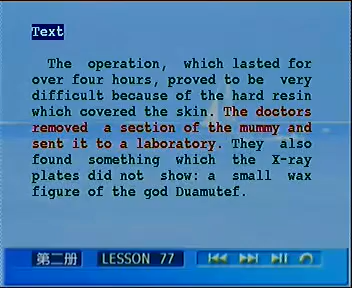 Text
The operation, which lasted for
over four hours, proved to be very
difficult because of the hard resin
which covered the skin. The doctors
removed a section of the mummy and
sent it to a laboratory. They also
found something which the X-ray
plates did not show: a small wax
figure of the god Duamutef.
第二册 LESSON 77